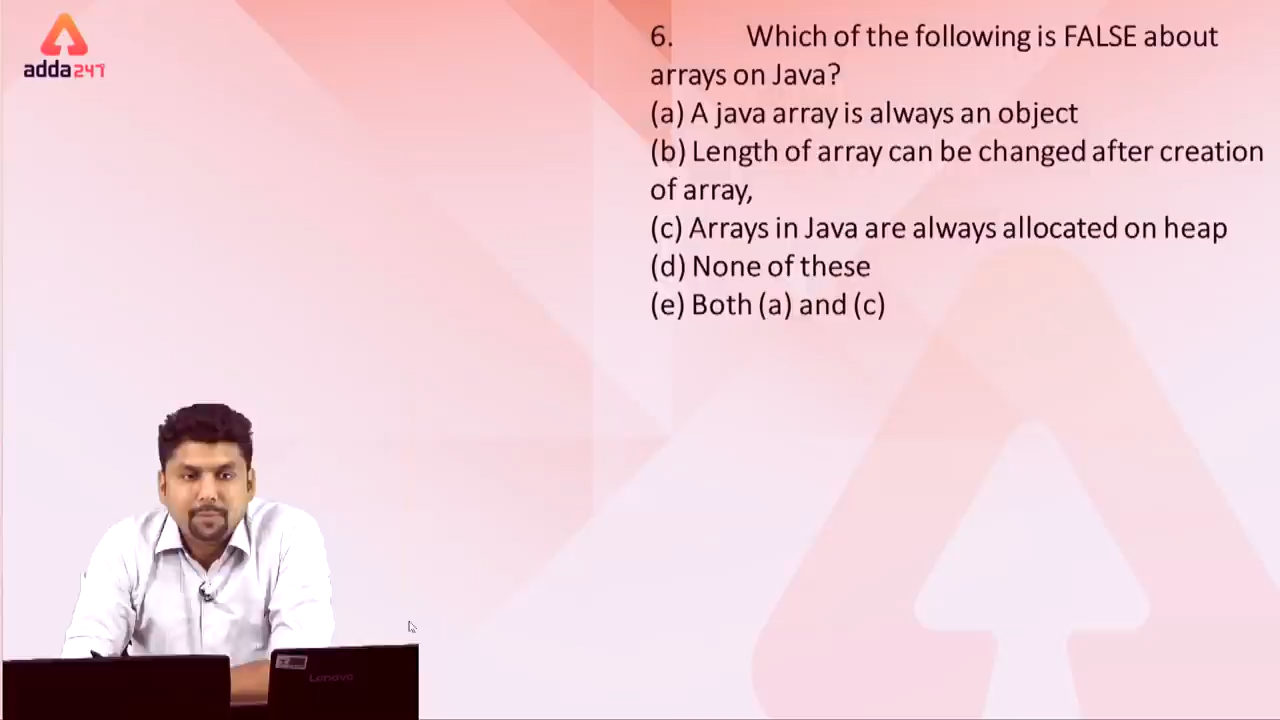 adda247
6. Which of the following is FALSE about
arrays on Java?
(a) A java array is always an object
(b) Length of array can be changed after creation
of array,
(c) Arrays in Java are always allocated on heap
(d) None of these
(e) Both (a) and (c)
Lenovo